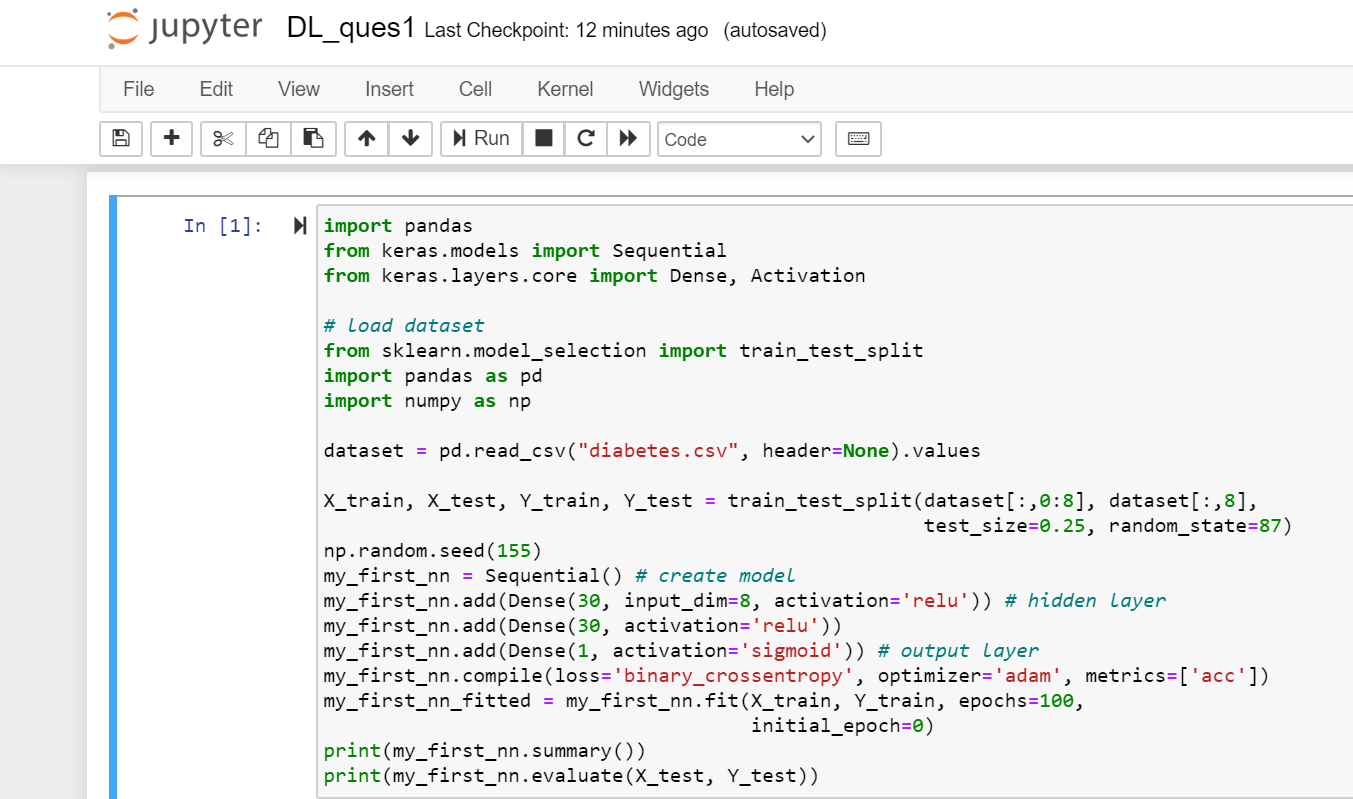 jupyter DL_ques1 Last Checkpoint: 12 minutes ago (autosaved)
File Edit View Insert Cell Kernel Widgets Help
Run Code
In [1]:
import pandas
from keras.models import Sequential
from keras.layers.core import Dense, Activation
# load dataset
from sklearn.model_selection import train_test_split
import pandas as pd
import numpy as np
dataset = pd.read_csv("diabetes.csv", header=None).values
X_train, X_test, Y_train, Y_test = train_test_split(dataset[:,0:8], dataset[:,8],
test_size=0.25, random_state=87)
np.random.seed(155)
my_first_nn = Sequential() # create model
my_first_nn.add(Dense(30, input_dim=8, activation='relu')) # hidden layer
my_first_nn.add(Dense(30, activation='relu'))
my_first_nn.add(Dense(1, activation='sigmoid')) # output layer
my_first_nn.compile(loss='binary_crossentropy', optimizer='adam', metrics=['acc'])
my_first_nn_fitted = my_first_nn.fit(X_train, Y_train, epochs=100,
initial_epoch=0)
print(my_first_nn.summary())
print(my_first_nn.evaluate(X_test, Y_test))